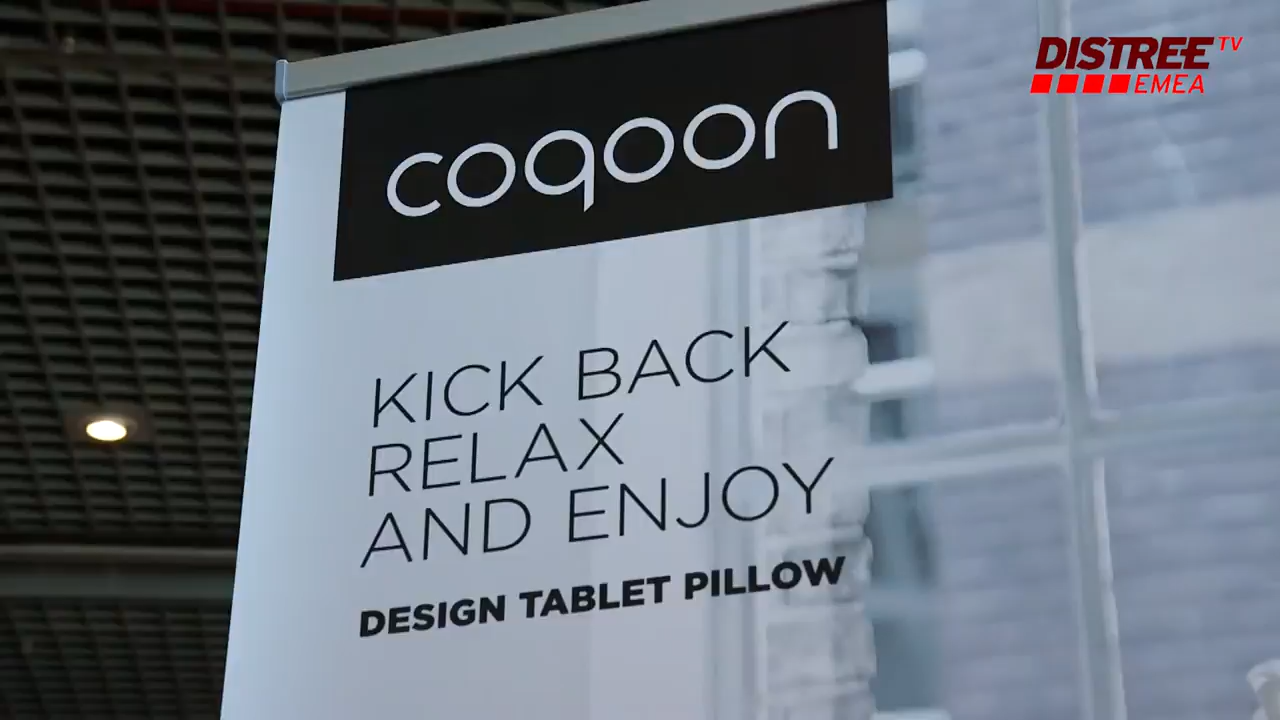 DISTREE TV
EMEA
coqoon
KICK BACK
RELAX
AND ENJOY
DESIGN TABLET PILLOW